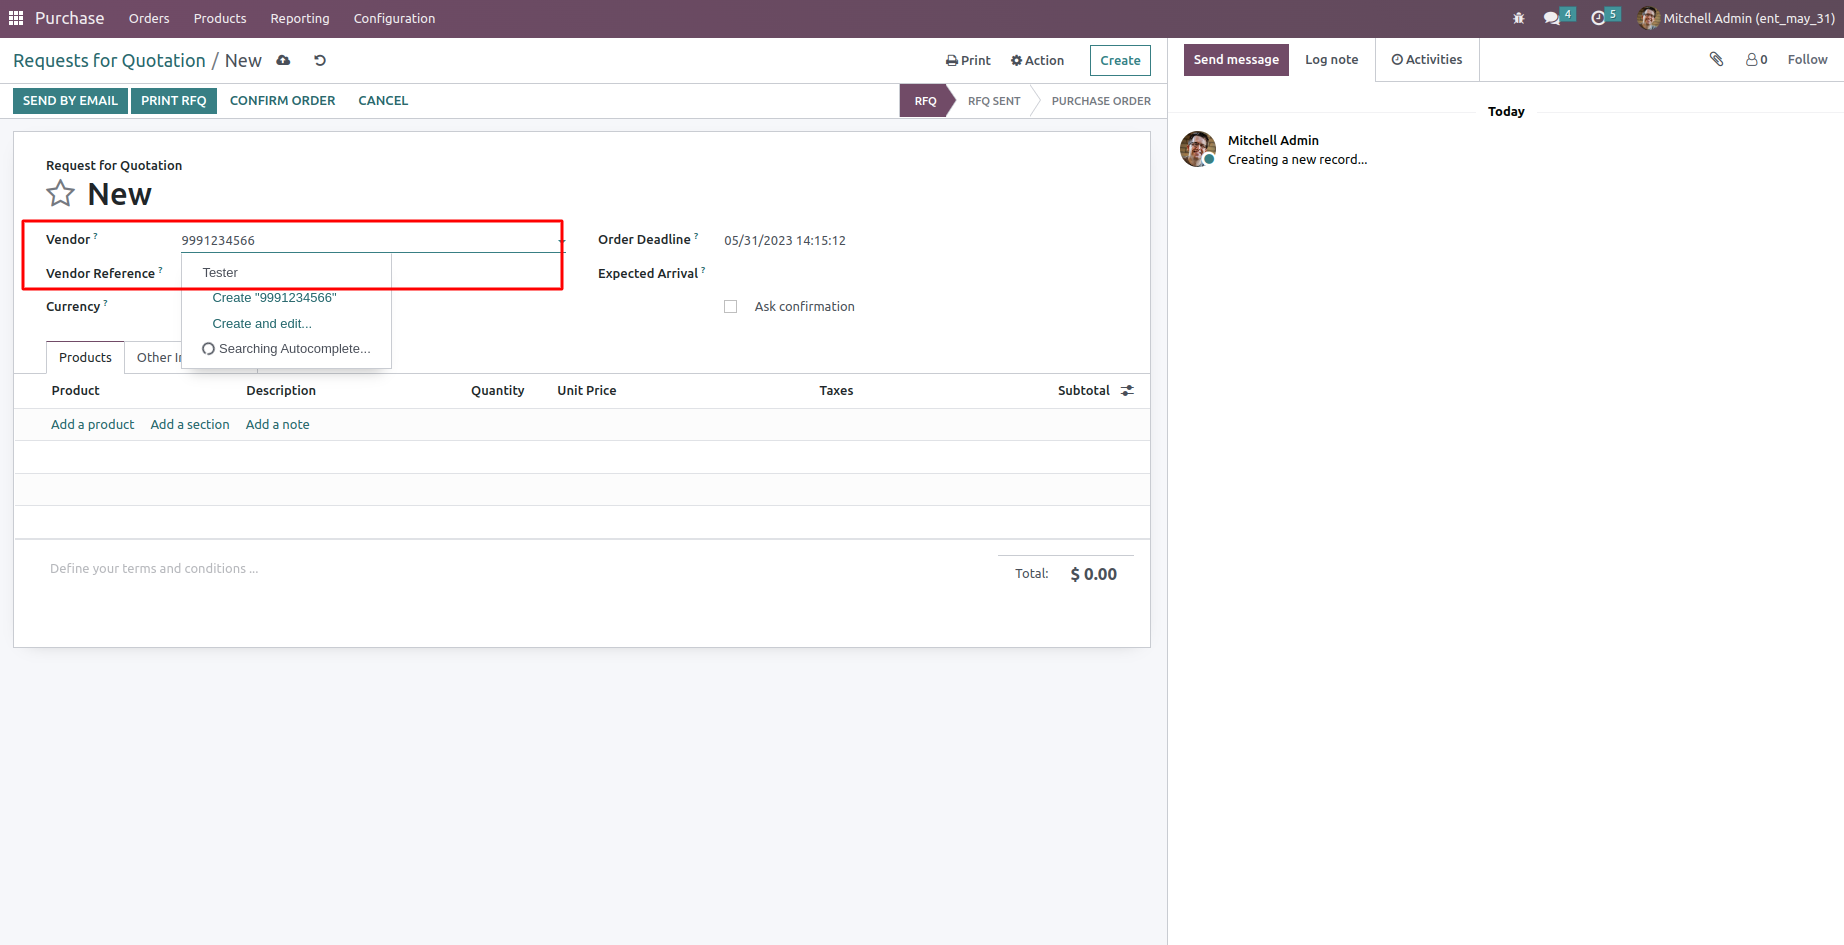 Purchase Orders Products Reporting Configuration 4 5 Mitchell Admin (ent_may_31)
Requests for Quotation / New Print Action Create
Send message Log note Activities 0 Follow
SEND BY EMAIL PRINT RFQ CONFIRM ORDER CANCEL RFQ RFQ SENT PURCHASE ORDER
Today
Mitchell Admin
Creating a new record...
Request for Quotation
New
Vendor ? 9991234566 Order Deadline ? 05/31/2023 14:15:12
Vendor Reference ? Tester Expected Arrival ?
Create "9991234566"
Currency ? Ask confirmation
Create and edit...
Searching Autocomplete...
Products Other I
Product Description Quantity Unit Price Taxes Subtotal
Add a product Add a section Add a note
Define your terms and conditions ...
Total: $ 0.00